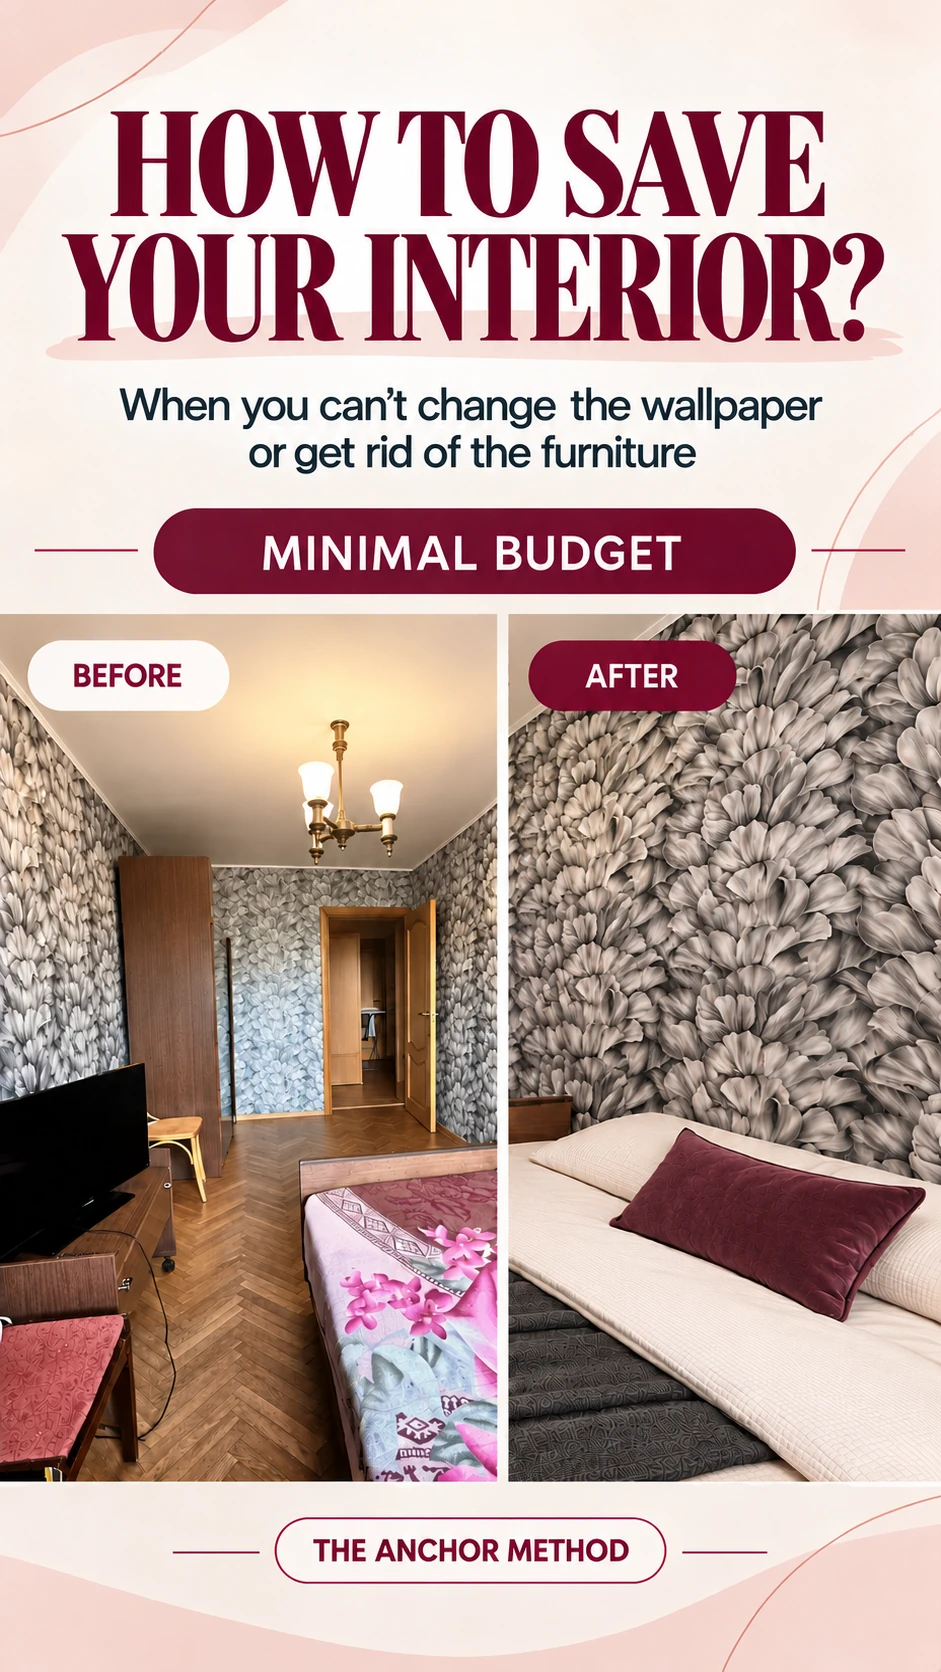 HOW TO SAVE
YOUR INTERIOR?
When you can’t change the wallpaper
or get rid of the furniture
MINIMAL BUDGET
BEFORE
AFTER
THE ANCHOR METHOD